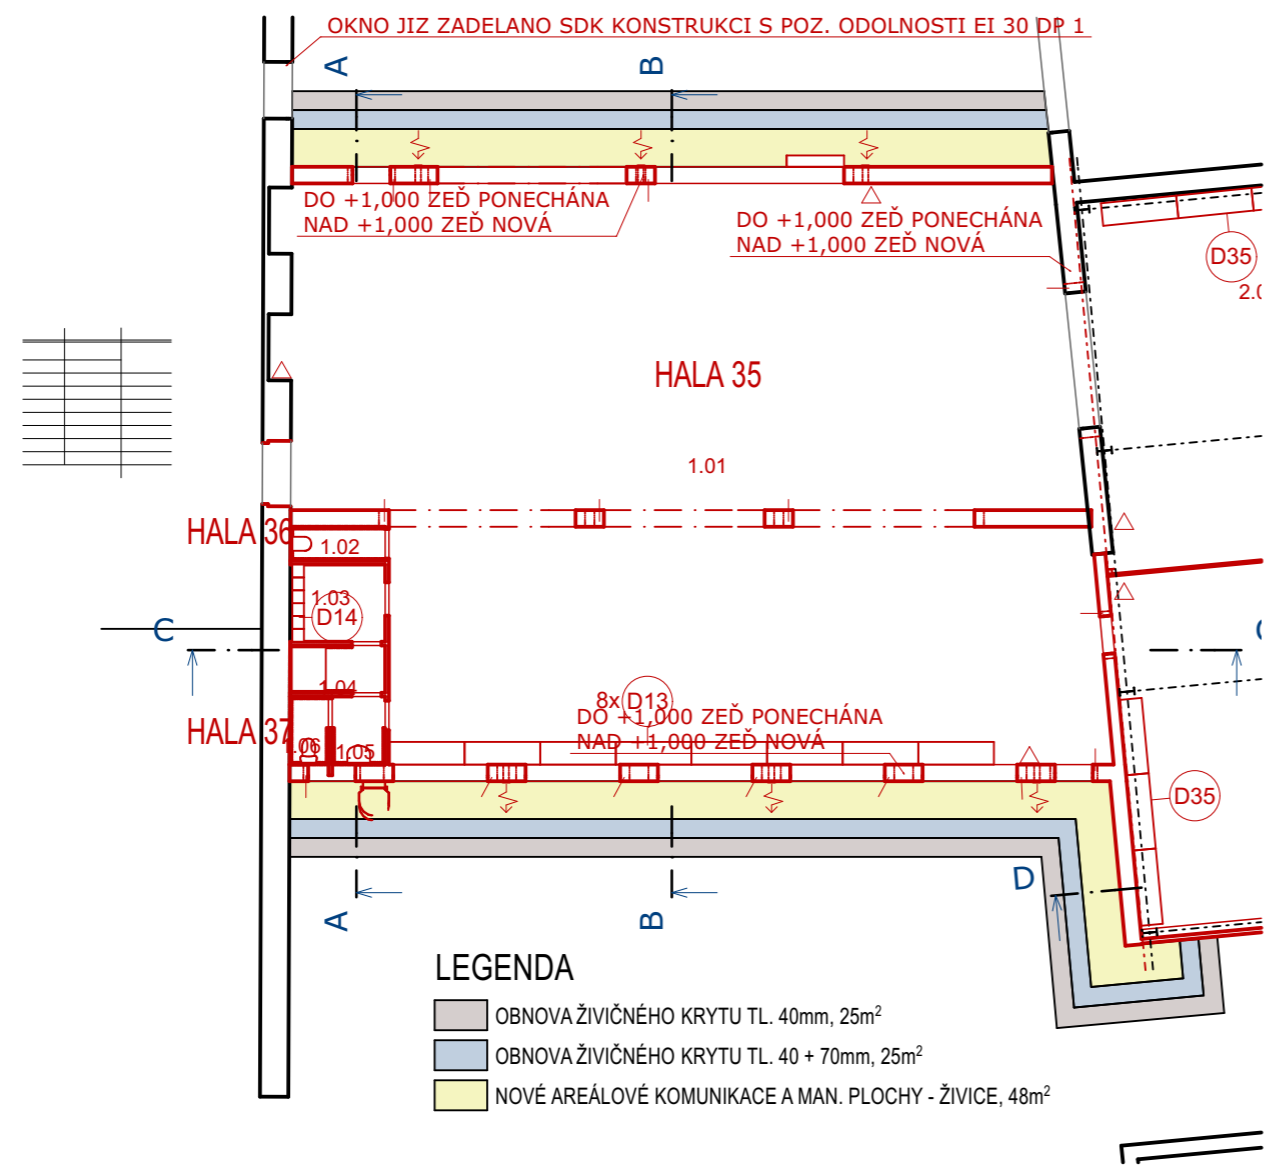 OKNO JIZ ZADELANO SDK KONSTRUKCI S POZ. ODOLNOSTI EI 30 DP 1
A
B
DO +1,000 ZEĎ PONECHÁNA
NAD +1,000 ZEĎ NOVÁ
DO +1,000 ZEĎ PONECHÁNA
NAD +1,000 ZEĎ NOVÁ
D35
HALA 35
1.01
HALA 36
1.02
1.03
D14
C
1.04
8x D13
DO +1,000 ZEĎ PONECHÁNA
NAD +1,000 ZEĎ NOVÁ
HALA 37
1.06
1.05
D35
D
A
B
LEGENDA
OBNOVA ŽIVIČNÉHO KRYTU TL. 40mm, 25m²
OBNOVA ŽIVIČNÉHO KRYTU TL. 40 + 70mm, 25m²
NOVÉ AREÁLOVÉ KOMUNIKACE A MAN. PLOCHY - ŽIVICE, 48m²